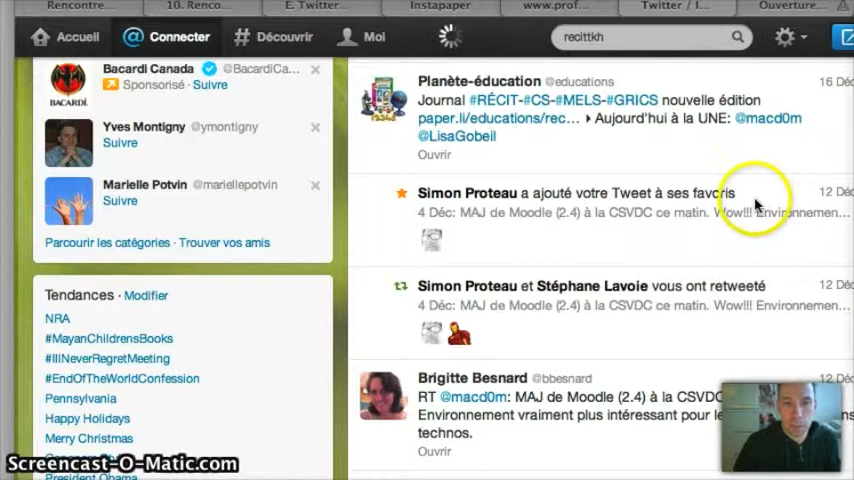 Rencontre...
10. Renco...
E. Twitter...
Instapaper
www.prof...
Twitter / I...
Ouverture...
Accueil
@ Connecter
# Découvrir
Moi
recittkh
Bacardi Canada @BacardiCa...
Sponsorisé · Suivre
BACARDÍ.
Yves Montigny @ymontigny
Suivre
Marielle Potvin @mariellepotvin
Suivre
Parcourir les catégories · Trouver vos amis
Tendances · Modifier
NRA
#MayanChildrensBooks
#IllNeverRegretMeeting
#EndOfTheWorldConfession
Pennsylvania
Happy Holidays
Merry Christmas
President Obama
Planète-éducation @educations
16 Déc
Journal #RÉCIT-#CS-#MELS-#GRICS nouvelle édition
paper.li/educations/rec... ▸ Aujourd'hui à la UNE: @macd0m
@LisaGobeil
Ouvrir
Simon Proteau a ajouté votre Tweet à ses favoris
12 Déc
4 Déc: MAJ de Moodle (2.4) à la CSVDC ce matin. Wow!!! Environnemen...
Simon Proteau et Stéphane Lavoie vous ont retweeté
12 Déc
4 Déc: MAJ de Moodle (2.4) à la CSVDC ce matin. Wow!!! Environnemen...
Brigitte Besnard @bbesnard
12 Déc
RT @macd0m: MAJ de Moodle (2.4) à la CSVDC
Environnement vraiment plus intéressant pour le
technos.
Ouvrir
Screencast-O-Matic.com